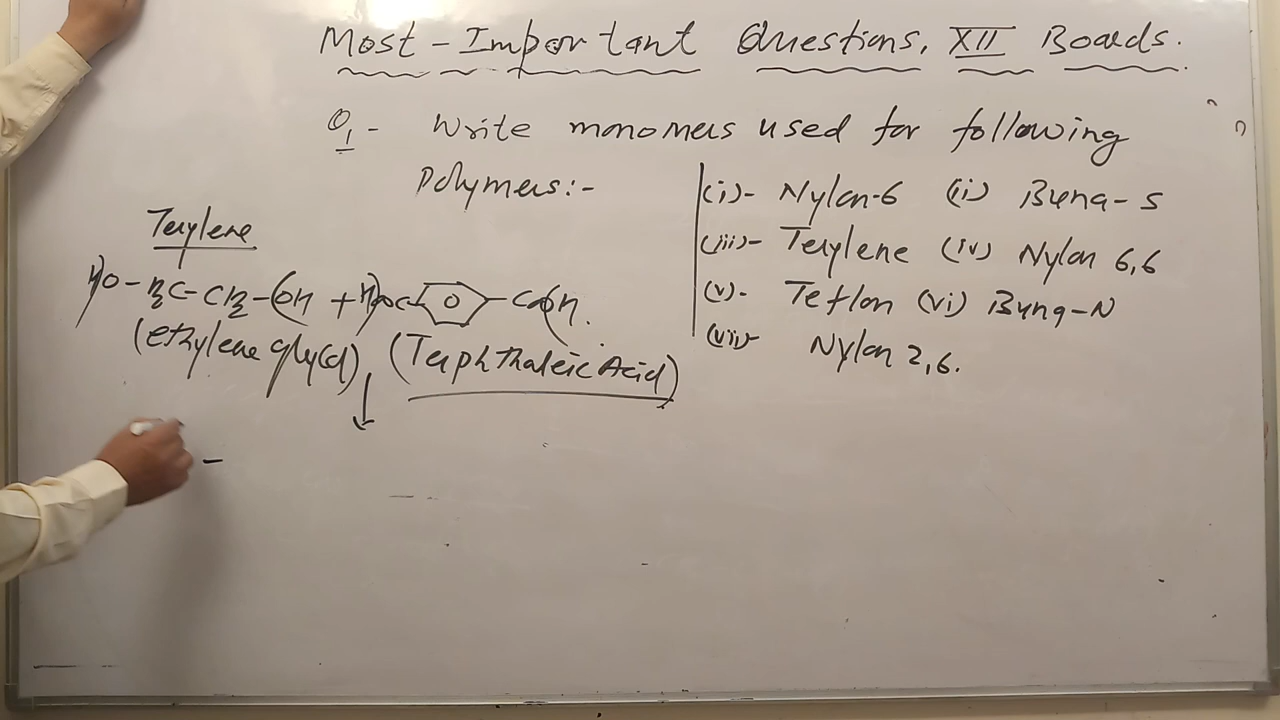 Most-Important Questions, XII Boards.
Q1- Write monomers used for following
Polymers:-
(i)- Nylon-6 (ii) Buna-S
(iii)- Terylene (iv) Nylon 6,6
(v)- Teflon (vi) Buna-N
(vii)- Nylon 2,6.
Terylene
HO-H2C-CH2-OH + HOOC- -COOH.
(ethylene glycol) (Terphthaleic Acid)